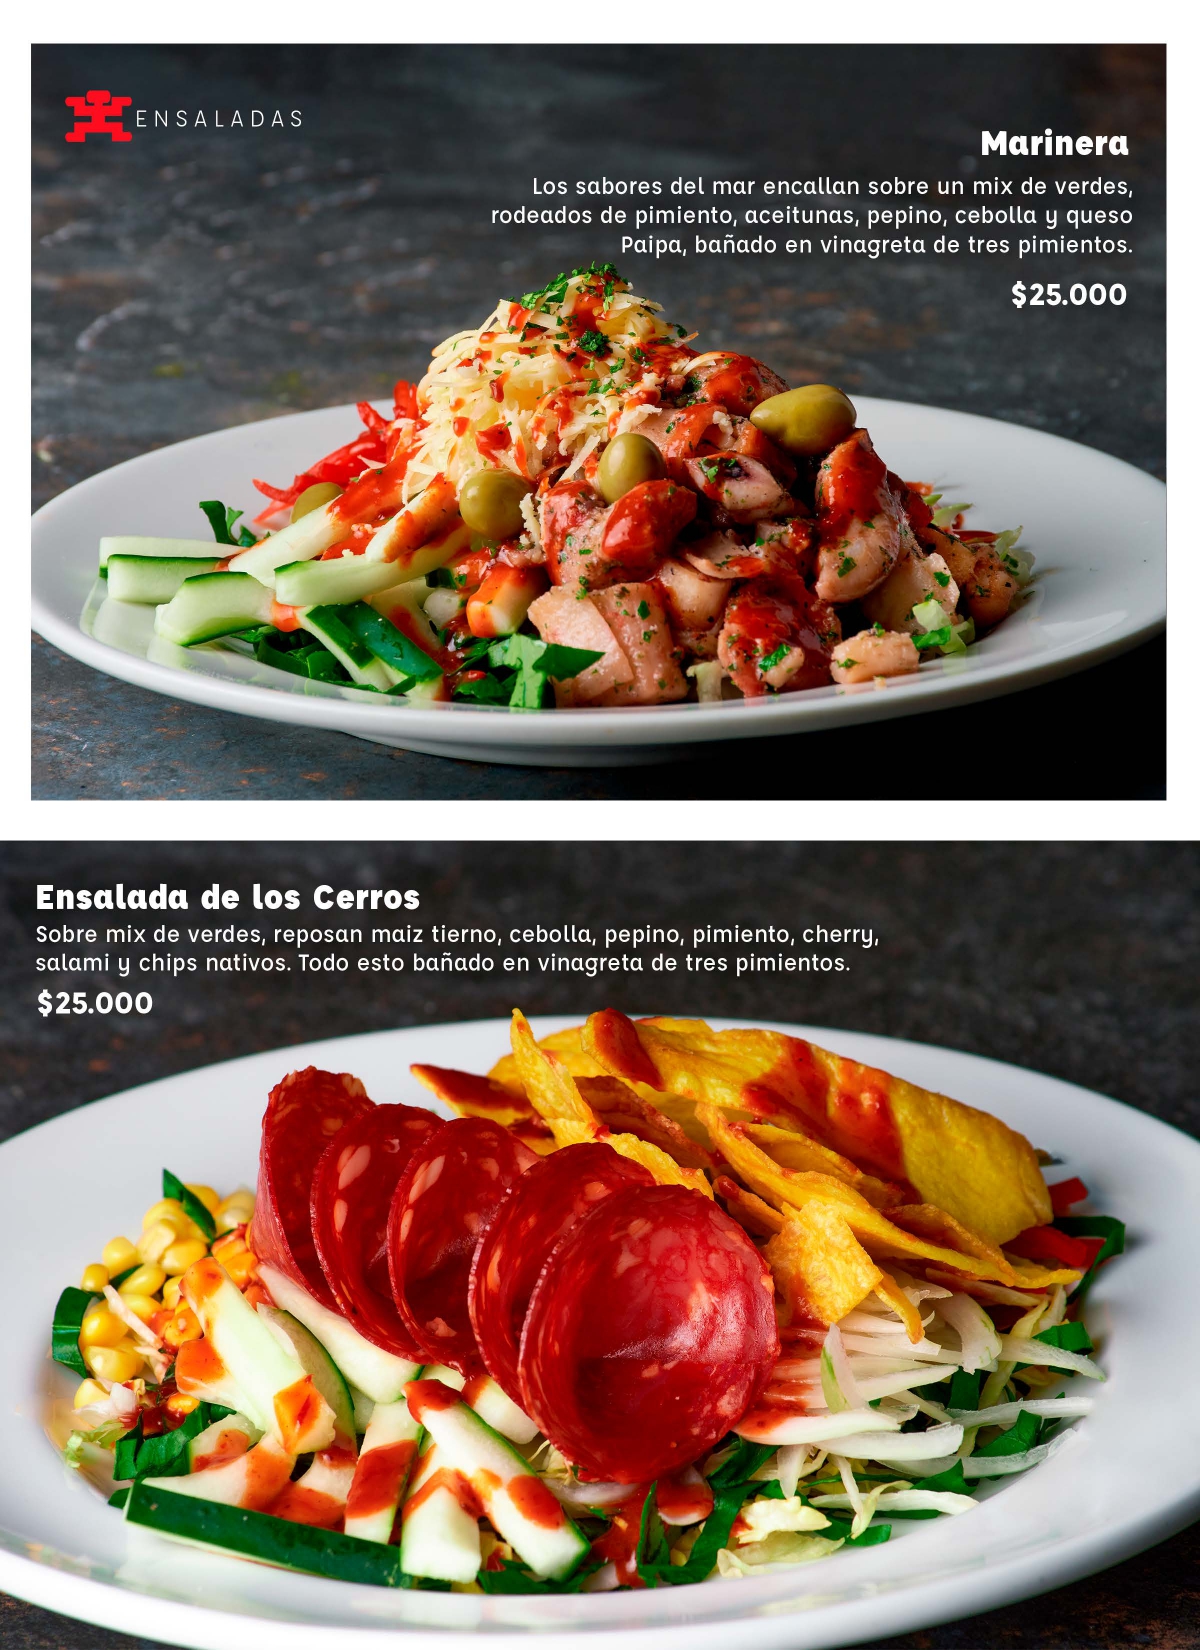 ENSALADAS
Marinera
Los sabores del mar encallan sobre un mix de verdes,
rodeados de pimiento, aceitunas, pepino, cebolla y queso
Paipa, bañado en vinagreta de tres pimientos.
$25.000
Ensalada de los Cerros
Sobre mix de verdes, reposan maiz tierno, cebolla, pepino, pimiento, cherry,
salami y chips nativos. Todo esto bañado en vinagreta de tres pimientos.
$25.000